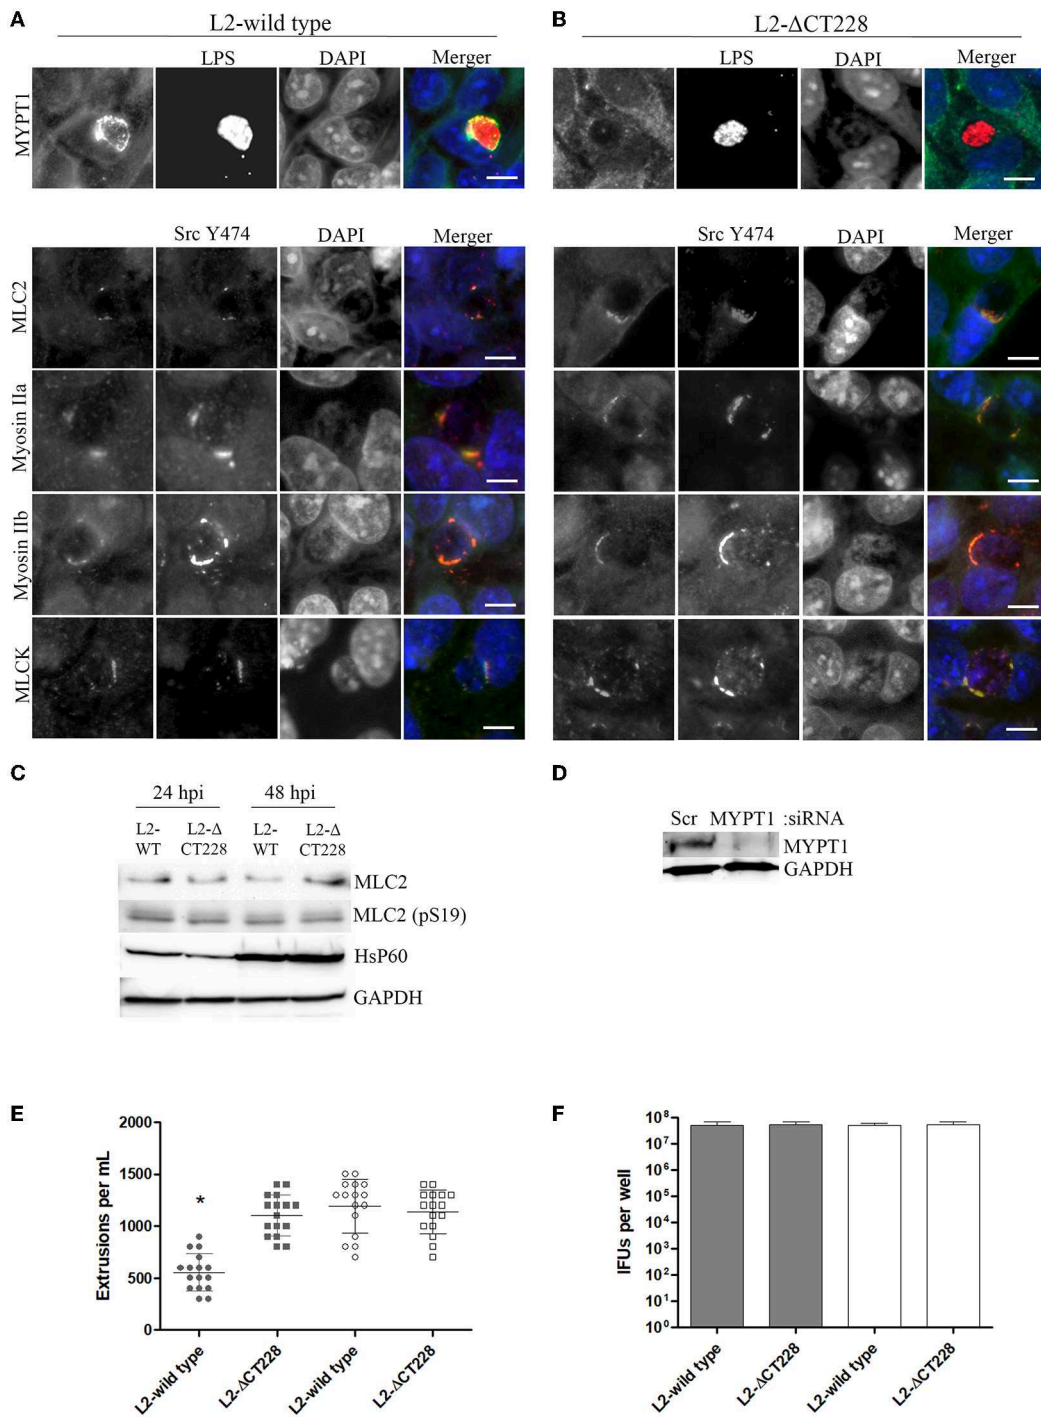 A
L2-wild type
LPS
DAPI
Merger
MYPT1
Src Y474
DAPI
Merger
MLC2
Myosin IIa
Myosin IIb
MLCK
B
L2-ΔCT228
LPS
DAPI
Merger
Src Y474
DAPI
Merger
C
24 hpi
48 hpi
L2-
WT
L2-Δ
CT228
L2-
WT
L2-Δ
CT228
MLC2
MLC2 (pS19)
HsP60
GAPDH
D
Scr MYPT1 :siRNA
MYPT1
GAPDH
E
Extrusions per mL
2000
1500
1000
500
0
*
L2-wild type
L2-ΔCT228
L2-wild type
L2-ΔCT228
F
IFUs per well
10⁸
10⁷
10⁶
10⁵
10⁴
10³
10²
10¹
10⁰
L2-wild type
L2-ΔCT228
L2-wild type
L2-ΔCT228